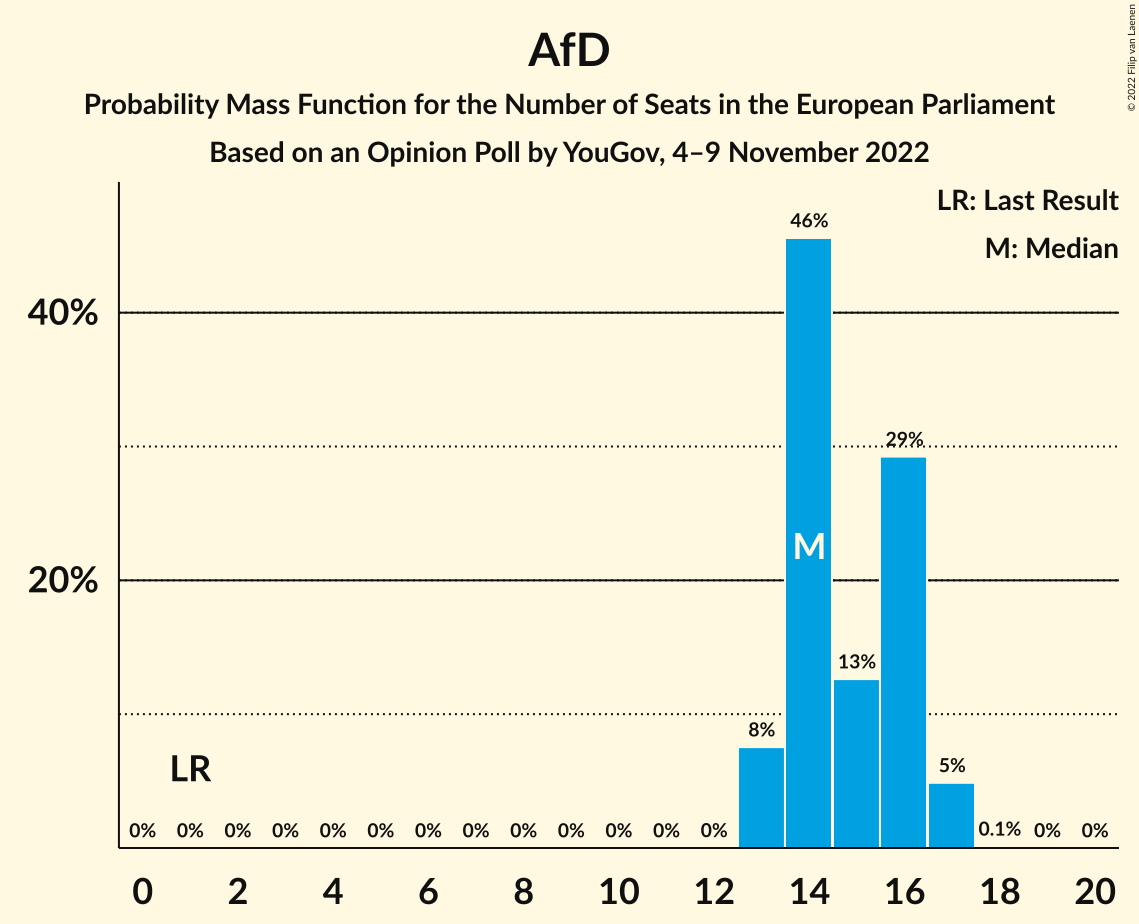 AfD
Probability Mass Function for the Number of Seats in the European Parliament
Based on an Opinion Poll by YouGov, 4–9 November 2022
© 2022 Filip van Laenen
LR: Last Result
M: Median
46%
40%
29%
M
20%
13%
8%
LR
5%
0% 0% 0% 0% 0% 0% 0% 0% 0% 0% 0% 0% 0% 0.1% 0% 0%
0 2 4 6 8 10 12 14 16 18 20